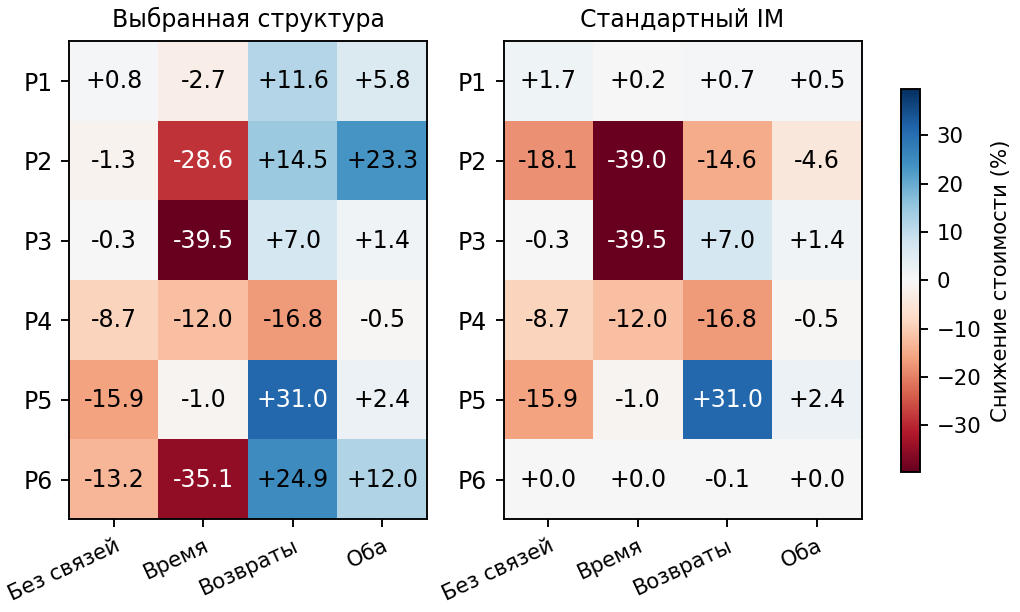 Выбранная структура
Стандартный IM
P1 +0.8 -2.7 +11.6 +5.8
P2 -1.3 -28.6 +14.5 +23.3
P3 -0.3 -39.5 +7.0 +1.4
P4 -8.7 -12.0 -16.8 -0.5
P5 -15.9 -1.0 +31.0 +2.4
P6 -13.2 -35.1 +24.9 +12.0
Без связей Время Возвраты Оба
P1 +1.7 +0.2 +0.7 +0.5
P2 -18.1 -39.0 -14.6 -4.6
P3 -0.3 -39.5 +7.0 +1.4
P4 -8.7 -12.0 -16.8 -0.5
P5 -15.9 -1.0 +31.0 +2.4
P6 +0.0 +0.0 -0.1 +0.0
Без связей Время Возвраты Оба
30
20
10
0
−10
−20
−30
Снижение стоимости (%)